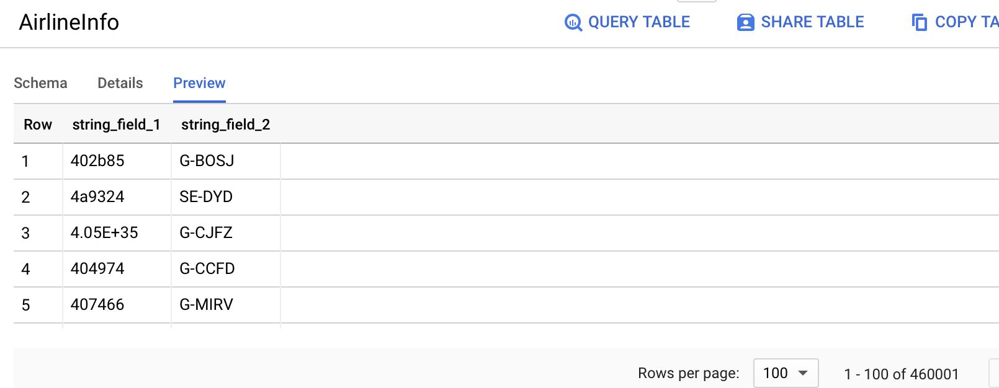 AirlineInfo QUERY TABLE SHARE TABLE COPY TA
Schema Details Preview
Row string_field_1 string_field_2
1 402b85 G-BOSJ
2 4a9324 SE-DYD
3 4.05E+35 G-CJFZ
4 404974 G-CCFD
5 407466 G-MIRV
Rows per page: 100 1 - 100 of 460001